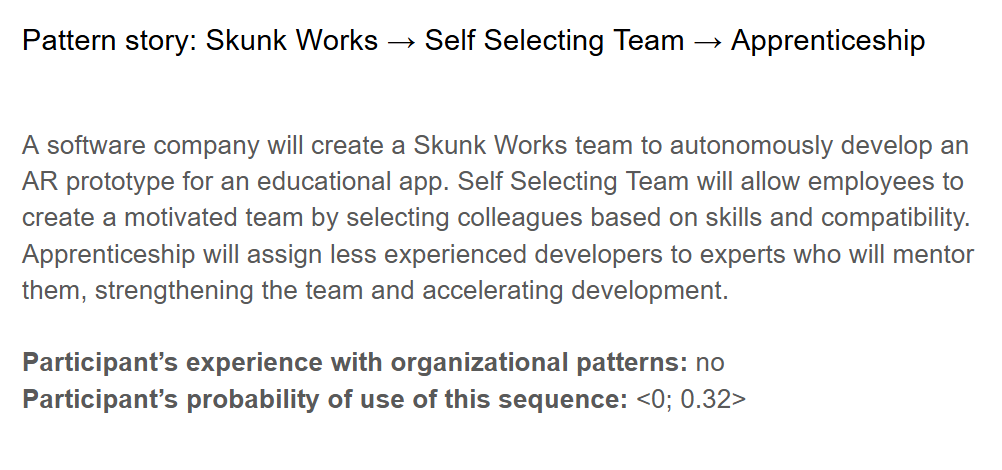 Pattern story: Skunk Works → Self Selecting Team → Apprenticeship
A software company will create a Skunk Works team to autonomously develop an
AR prototype for an educational app. Self Selecting Team will allow employees to
create a motivated team by selecting colleagues based on skills and compatibility.
Apprenticeship will assign less experienced developers to experts who will mentor
them, strengthening the team and accelerating development.
Participant’s experience with organizational patterns: no
Participant’s probability of use of this sequence: <0; 0.32>